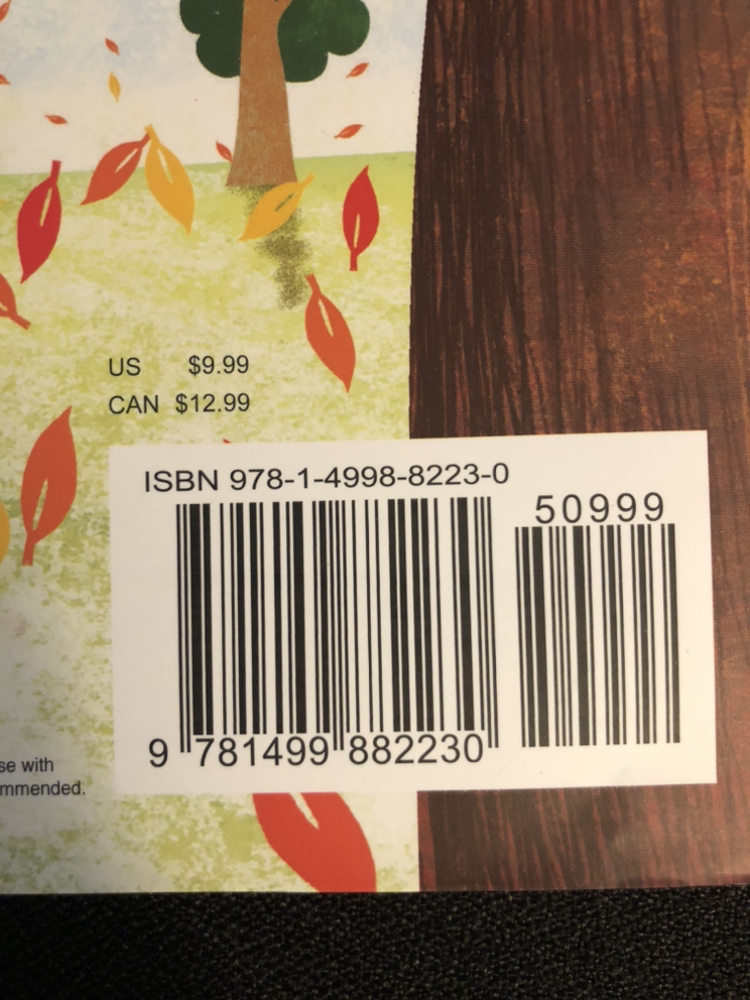 US $9.99
CAN $12.99
ISBN 978-1-4998-8223-0
50999
9 781499 882230
se with
mmended.